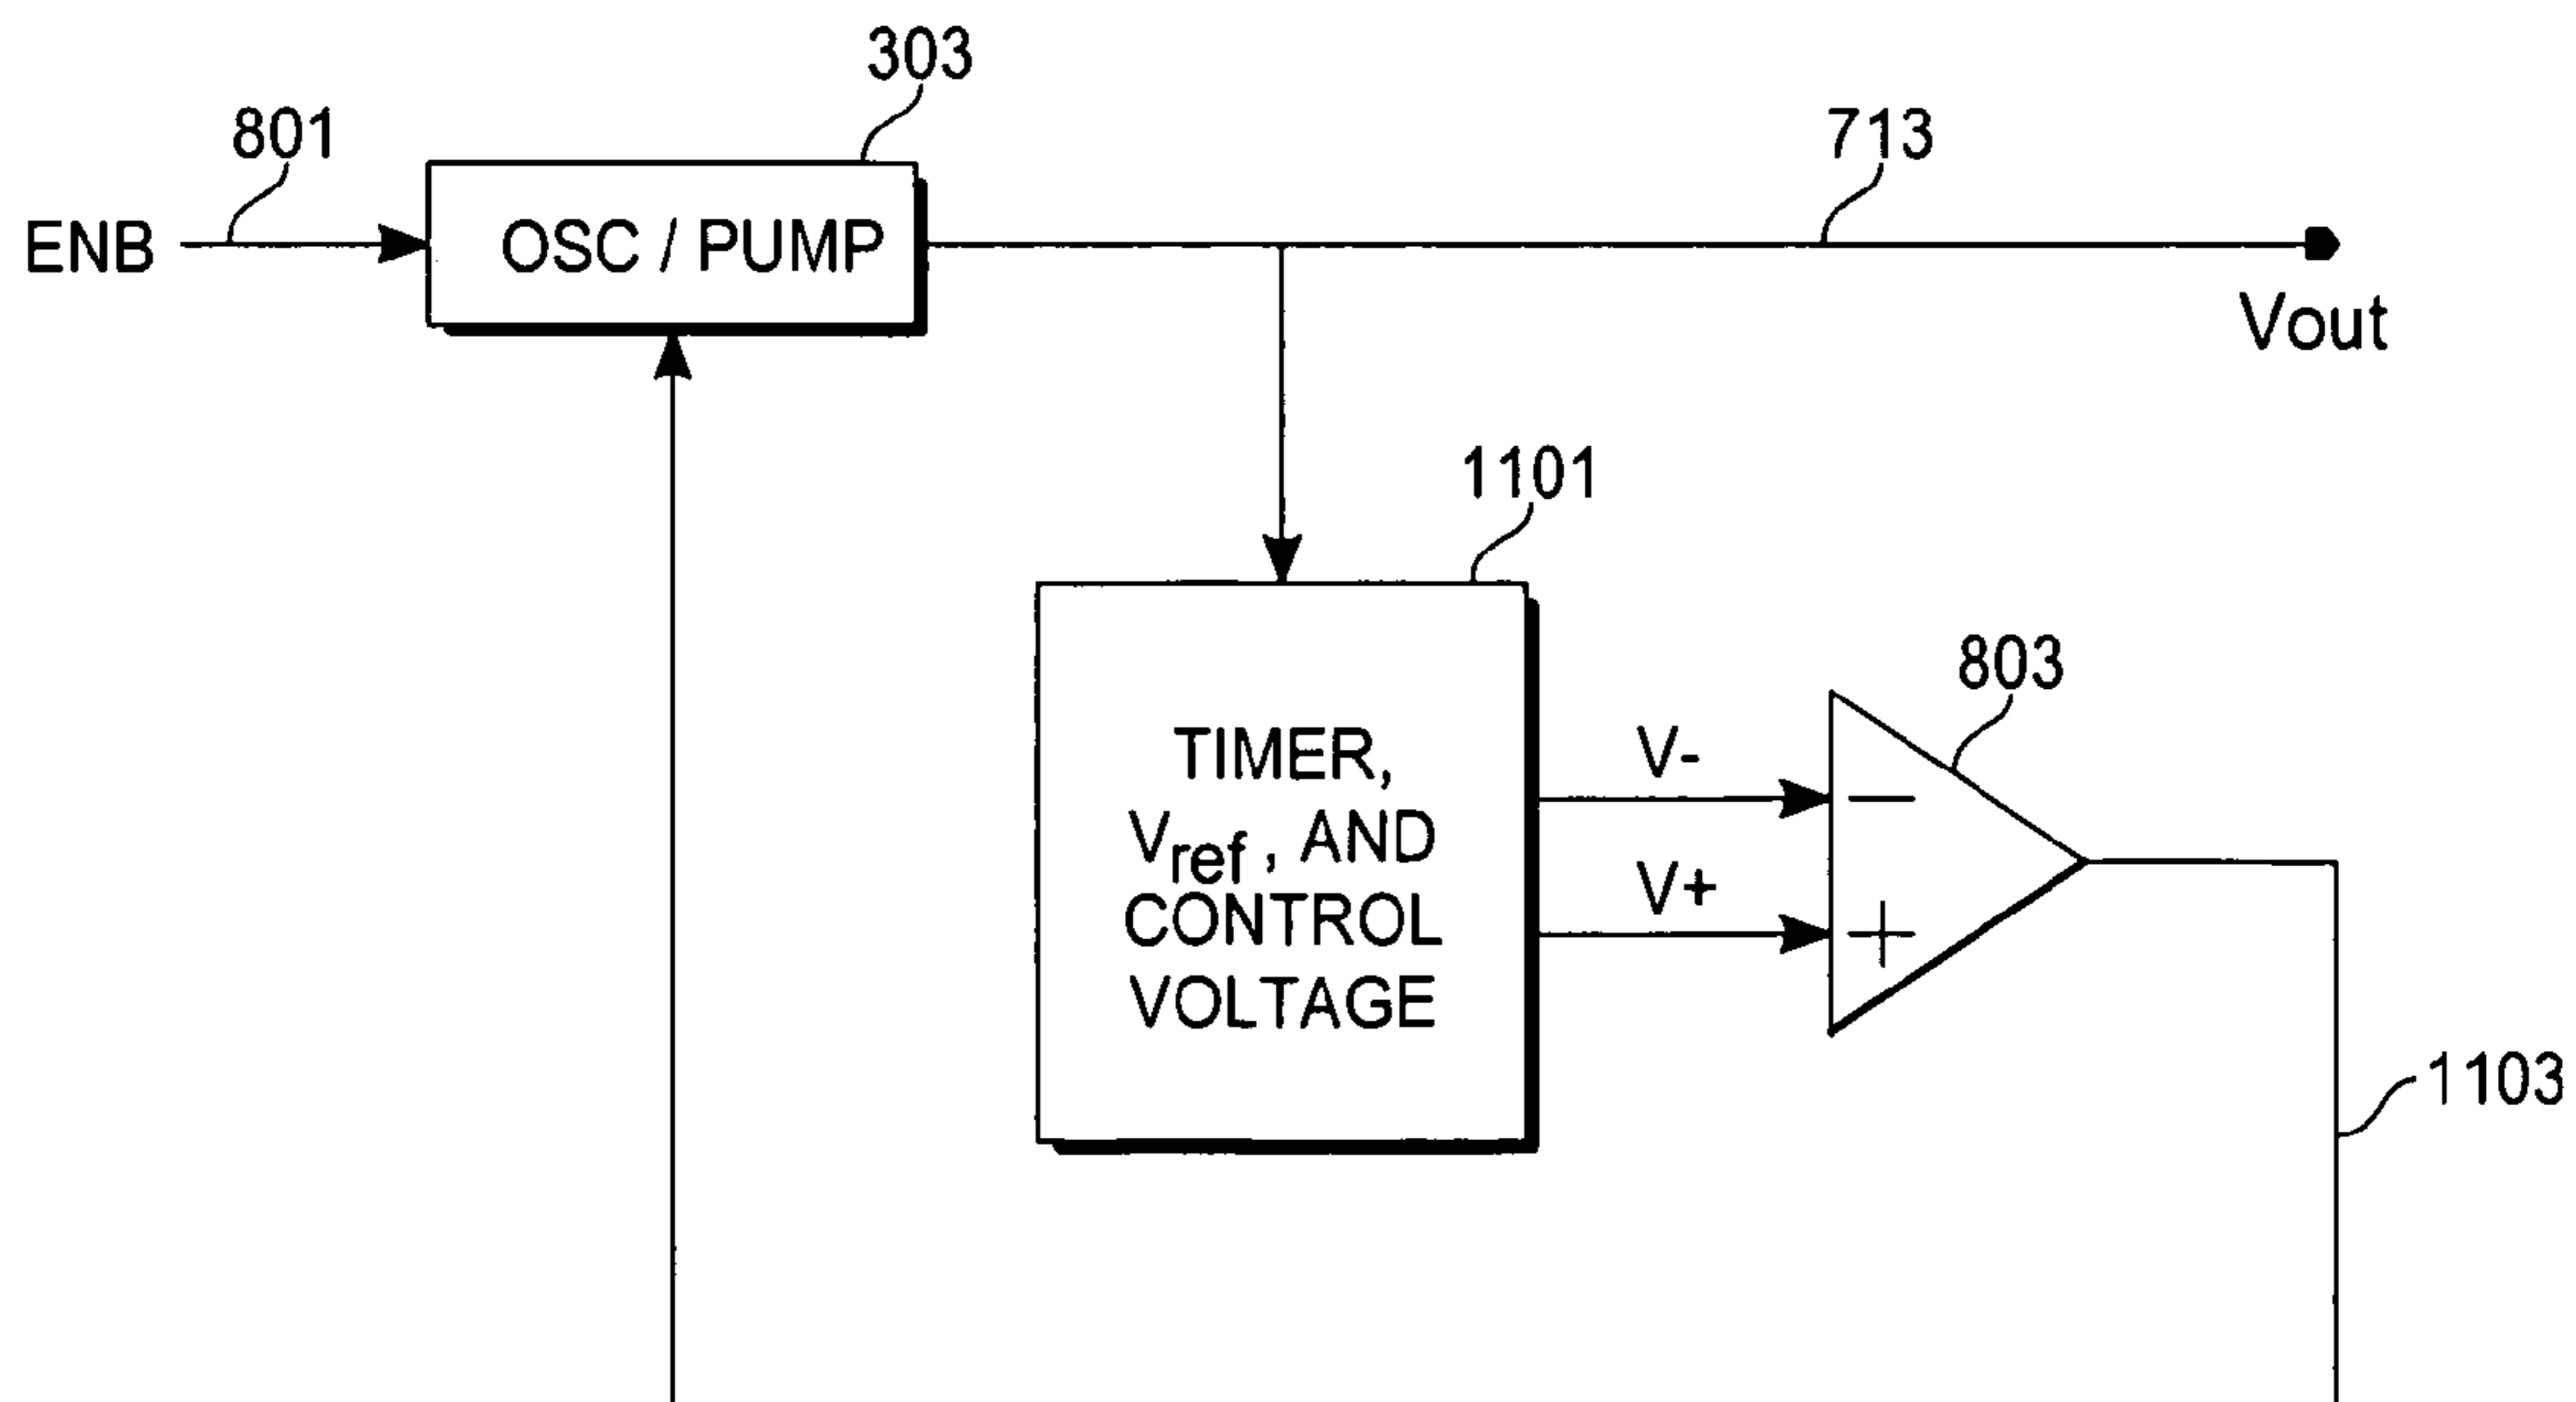 303
801
713
ENB
OSC / PUMP
Vout
1101
803
TIMER,
Vref, AND
CONTROL
VOLTAGE
V-
V+
−
+
1103